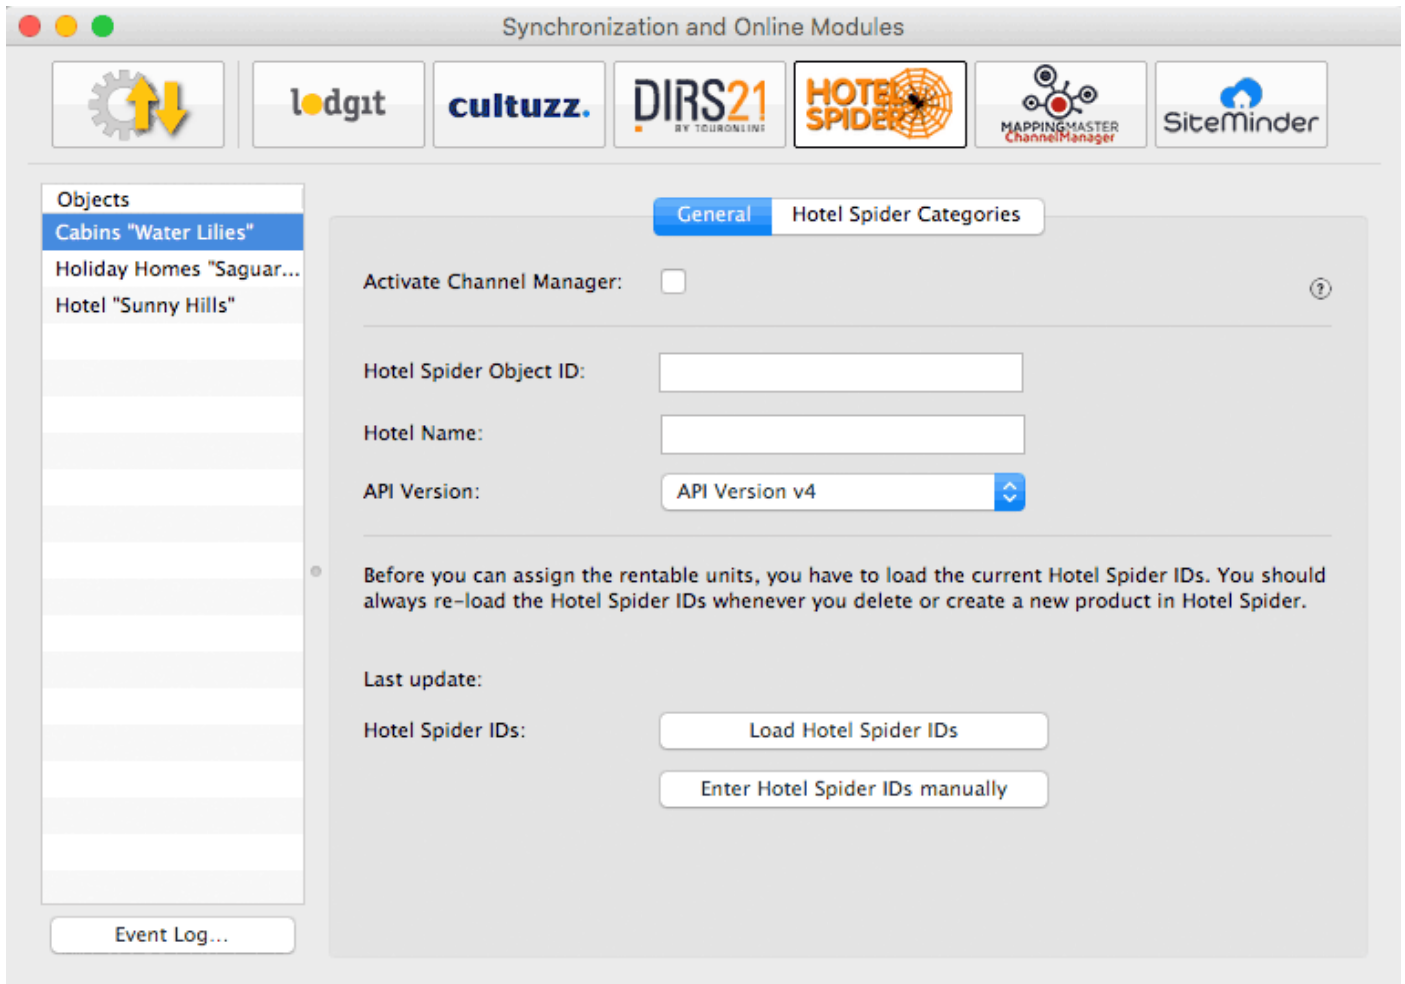 Synchronization and Online Modules
lodgit
cultuzz.
DIRS21
BY TOURONLINE
HOTEL
SPIDER
MAPPINGMASTER
ChannelManager
SiteMinder
Objects
Cabins "Water Lilies"
Holiday Homes "Saguar...
Hotel "Sunny Hills"
Event Log...
General
Hotel Spider Categories
Activate Channel Manager:
?
Hotel Spider Object ID:
Hotel Name:
API Version:
API Version v4
Before you can assign the rentable units, you have to load the current Hotel Spider IDs. You should
always re-load the Hotel Spider IDs whenever you delete or create a new product in Hotel Spider.
Last update:
Hotel Spider IDs:
Load Hotel Spider IDs
Enter Hotel Spider IDs manually